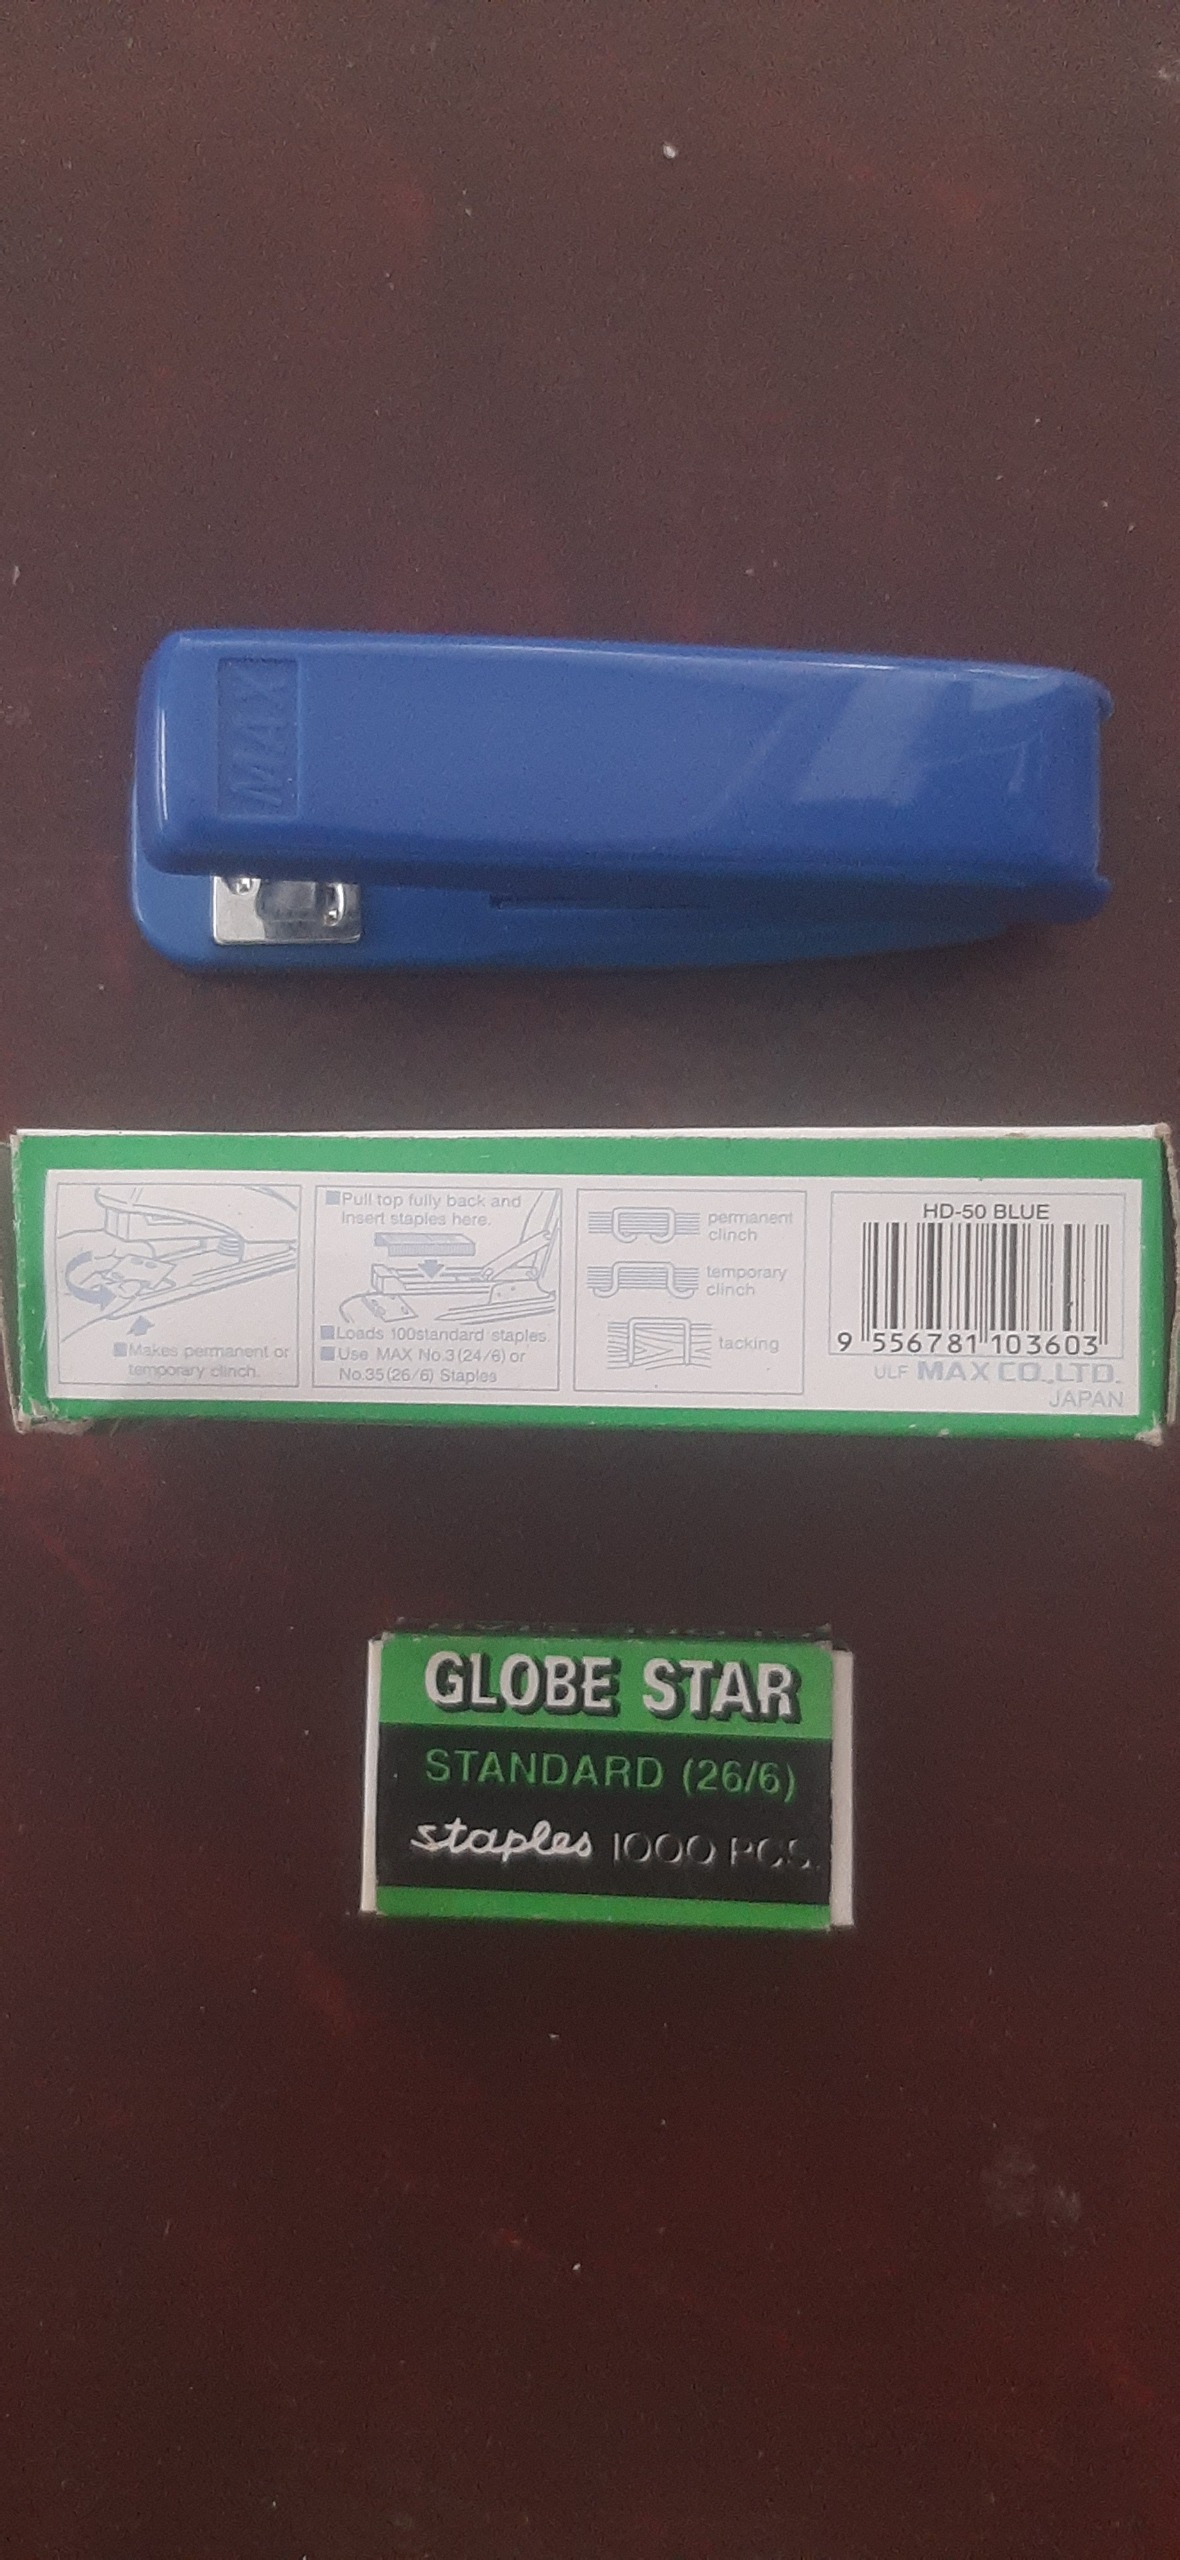 MAX
Makes permanent or
temporary clinch.
Pull top fully back and
insert staples here.
Loads 100standard staples.
Use MAX No.3(24/6) or
No.35(26/6) Staples
permanent
clinch
temporary
clinch
tacking
HD-50 BLUE
9 556781 103603
ULF MAX CO.,LTD.
JAPAN
GLOBE STAR
STANDARD (26/6)
staples 1000 PCS.